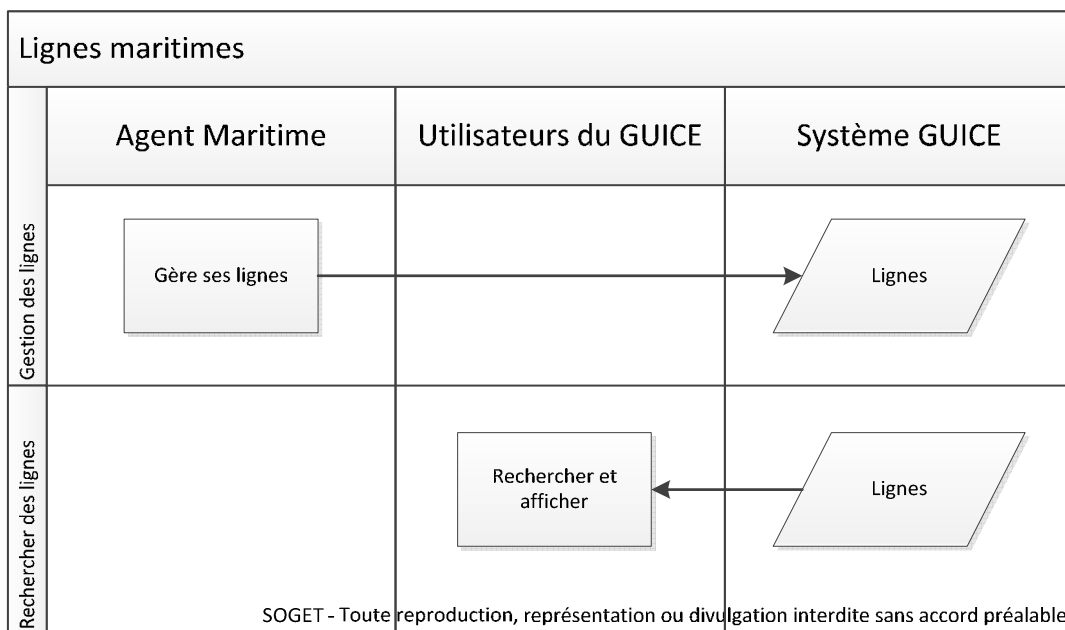 Lignes maritimes
Agent Maritime
Utilisateurs du GUICE
Système GUICE
Gestion des lignes
Gère ses lignes
Lignes
Rechercher des lignes
Rechercher et
afficher
Lignes
SOGET - Toute reproduction, représentation ou divulgation interdite sans accord préalable